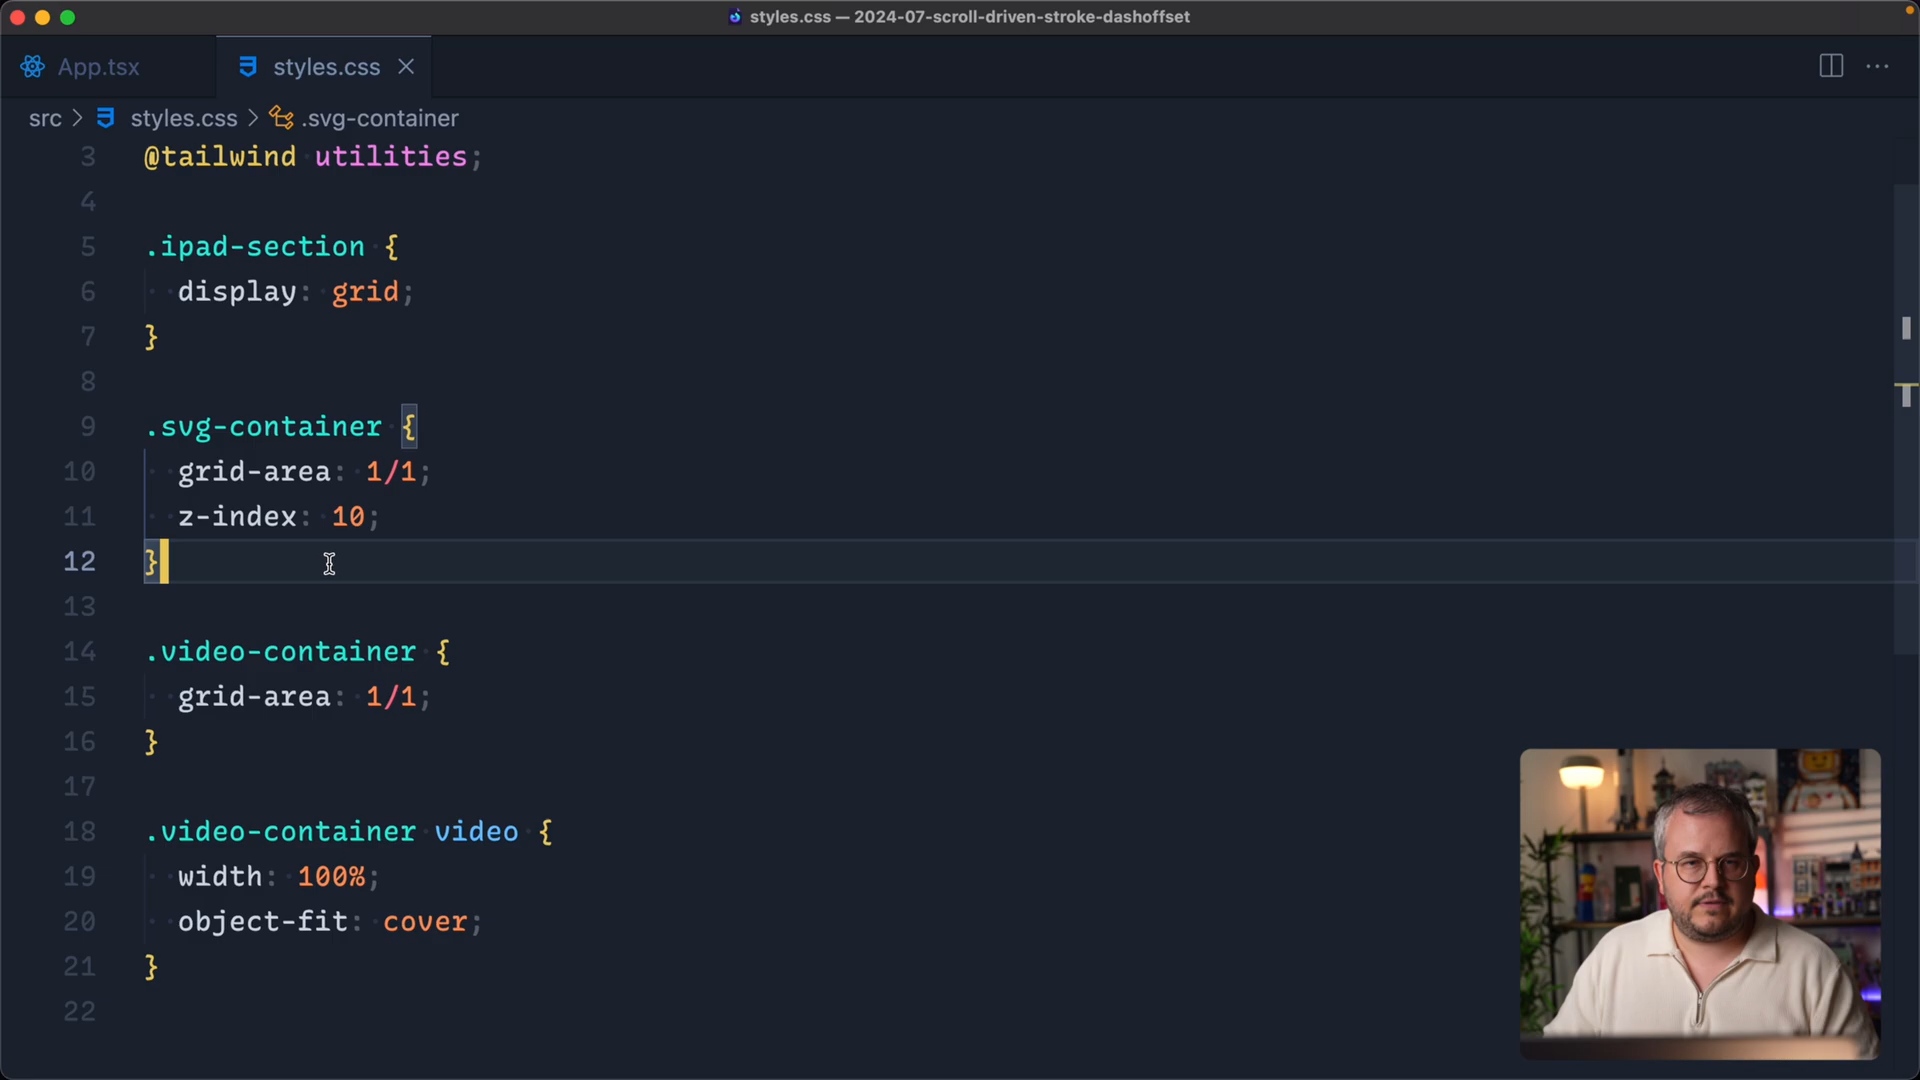 styles.css — 2024-07-scroll-driven-stroke-dashoffset
App.tsx
styles.css
src > styles.css > .svg-container
3 @tailwind utilities;
4
5 .ipad-section {
6 display: grid;
7 }
8
9 .svg-container {
10 grid-area: 1/1;
11 z-index: 10;
12 }
13
14 .video-container {
15 grid-area: 1/1;
16 }
17
18 .video-container video {
19 width: 100%;
20 object-fit: cover;
21 }
22